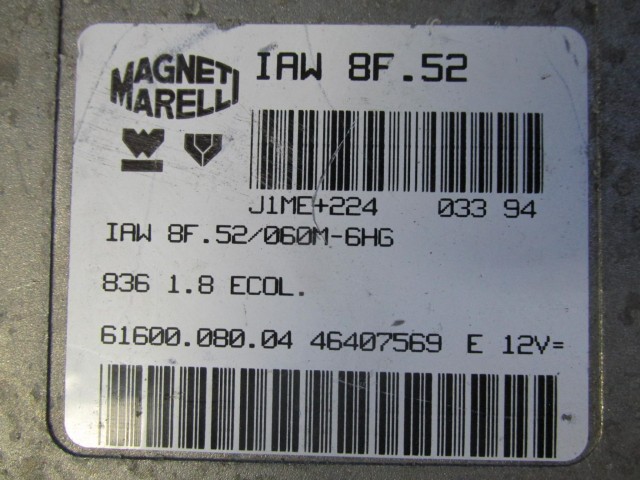 MAGNETI
MARELLI
IAW 8F.52
J1ME+224 033 94
IAW 8F.52/060M-6HG
836 1.8 ECOL.
61600.080.04 46407569 E 12V=